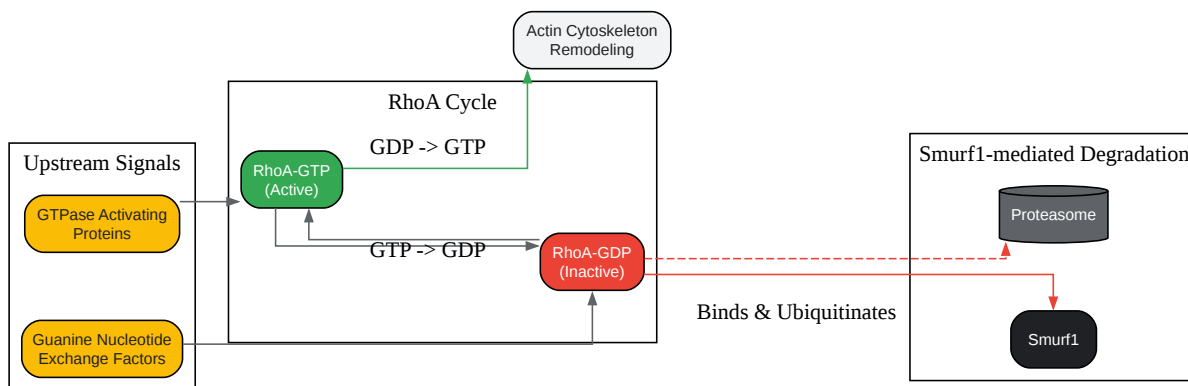 Actin Cytoskeleton
Remodeling
RhoA Cycle
GDP -> GTP
Upstream Signals
RhoA-GTP
(Active)
GTPase Activating
Proteins
GTP -> GDP
RhoA-GDP
(Inactive)
Guanine Nucleotide
Exchange Factors
Smurf1-mediated Degradation
Proteasome
Binds & Ubiquitinates
Smurf1